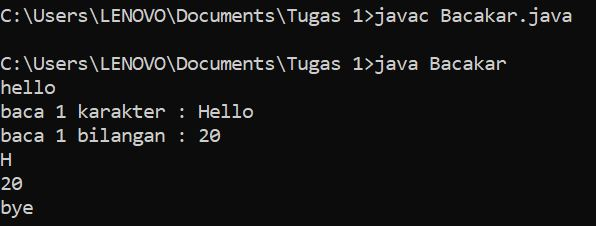 C:\Users\LENOVO\Documents\Tugas 1>javac Bacakar.java
C:\Users\LENOVO\Documents\Tugas 1>java Bacakar
hello
baca 1 karakter : Hello
baca 1 bilangan : 20
H
20
bye